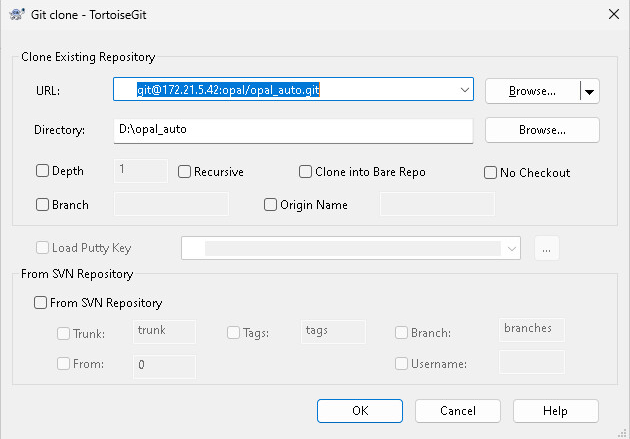 Git clone - TortoiseGit
Clone Existing Repository
URL: git@172.21.5.42:opal/opal_auto.git Browse...
Directory: D:\opal_auto Browse...
Depth 1 Recursive Clone into Bare Repo No Checkout
Branch Origin Name
Load Putty Key ...
From SVN Repository
From SVN Repository
Trunk: trunk Tags: tags Branch: branches
From: 0 Username:
OK Cancel Help